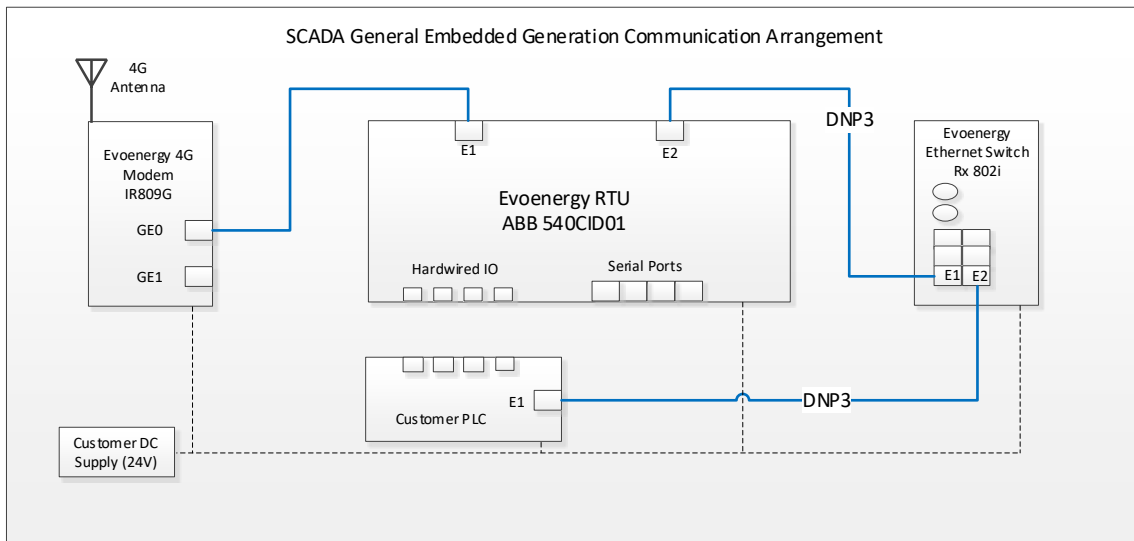 SCADA General Embedded Generation Communication Arrangement
4G
Antenna
Evoenergy 4G
Modem
IR809G
GE0
GE1
E1
E2
Evoenergy RTU
ABB 540CID01
Hardwired IO
Serial Ports
DNP3
Evoenergy
Ethernet Switch
Rx 802i
E1
E2
E1
Customer PLC
DNP3
Customer DC
Supply (24V)